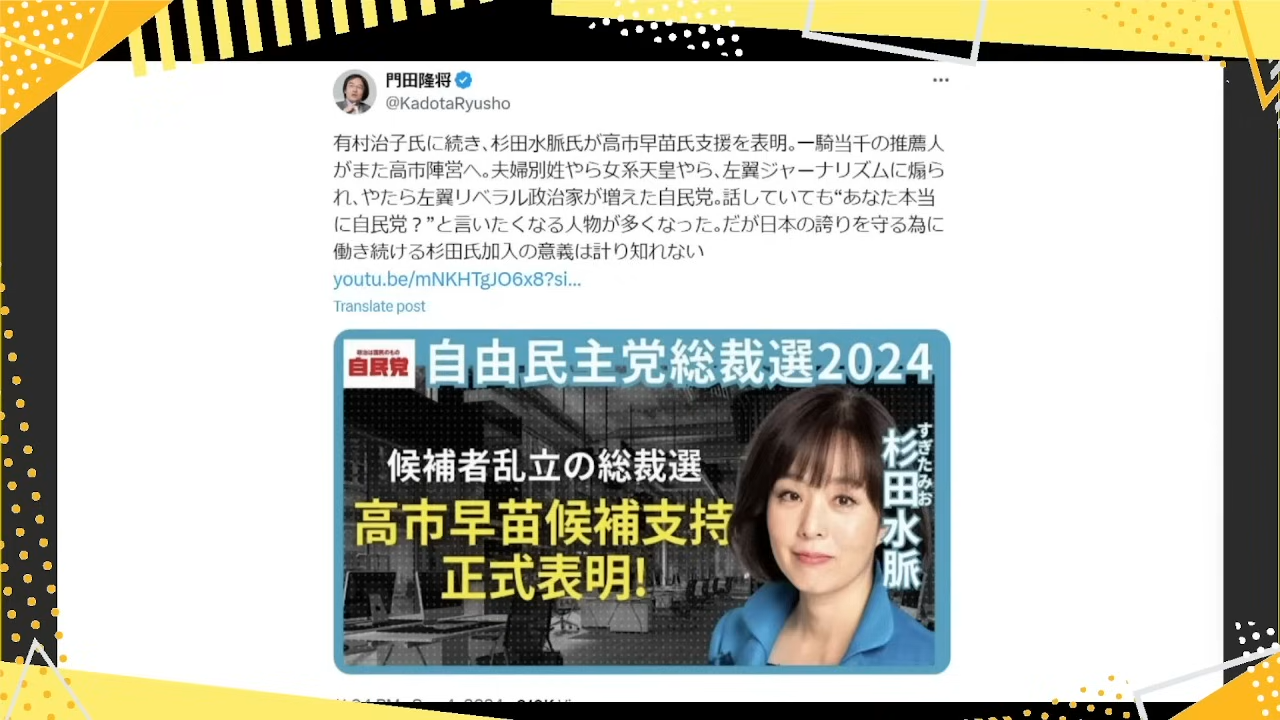 門田隆将
@KadotaRyusho
有村治子氏に続き、杉田水脈氏が高市早苗氏支援を表明。一騎当千の推薦人
がまた高市陣営へ。夫婦別姓やら女系天皇やら、左翼ジャーナリズムに煽ら
れ、やたら左翼リベラル政治家が増えた自民党。話していても“あなた本当
に自民党？”と言いたくなる人物が多くなった。だが日本の誇りを守る為に
働き続ける杉田氏加入の意義は計り知れない
youtu.be/mNKHTgJO6x8?si...
Translate post
政治は国民のもの
自民党
自由民主党総裁選2024
候補者乱立の総裁選
高市早苗候補支持
正式表明!
すぎたみお
杉田水脈